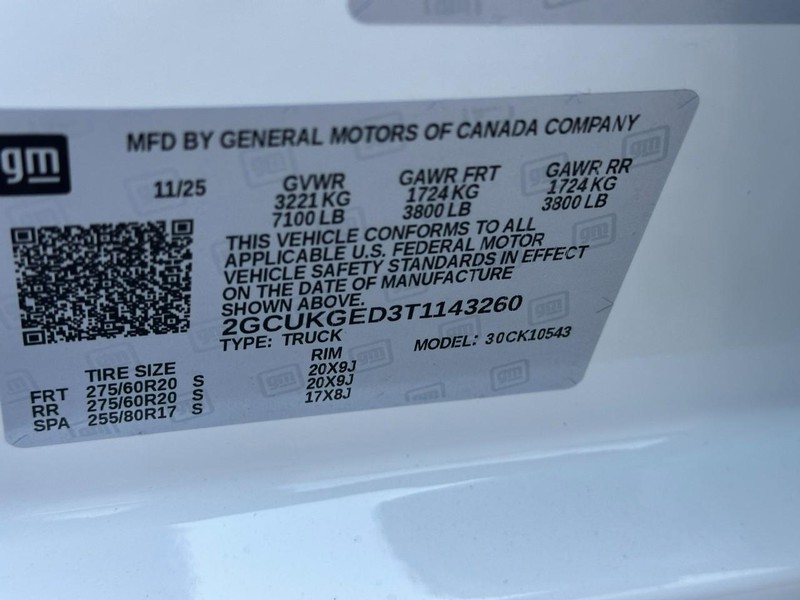 gm
MFD BY GENERAL MOTORS OF CANADA COMPANY
11/25 GVWR GAWR FRT GAWR RR
3221 KG 1724 KG 1724 KG
7100 LB 3800 LB 3800 LB
THIS VEHICLE CONFORMS TO ALL
APPLICABLE U.S. FEDERAL MOTOR
VEHICLE SAFETY STANDARDS IN EFFECT
ON THE DATE OF MANUFACTURE
SHOWN ABOVE.
2GCUKGED3T1143260
TYPE: TRUCK MODEL: 30CK10543
TIRE SIZE RIM
FRT 275/60R20 S 20X9J
RR 275/60R20 S 20X9J
SPA 255/80R17 S 17X8J